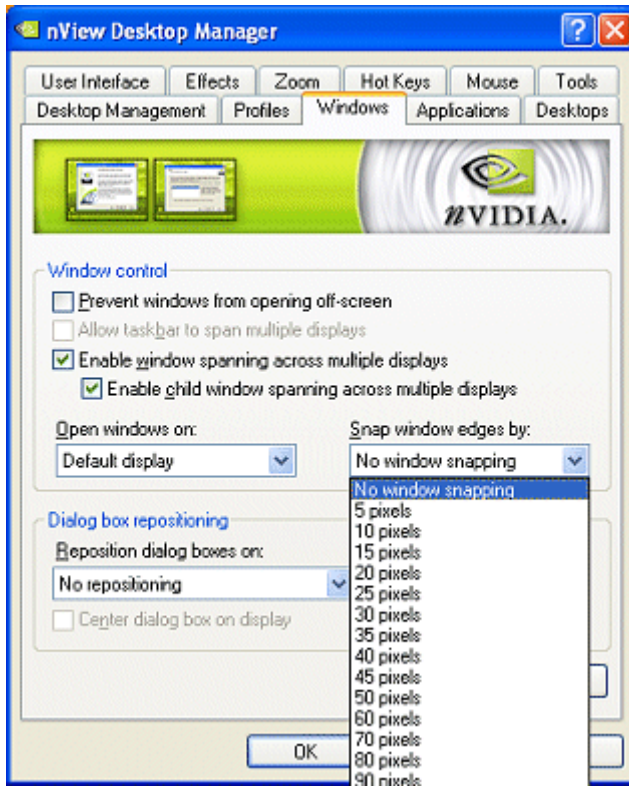 nView Desktop Manager
User Interface Effects Zoom Hot Keys Mouse Tools
Desktop Management Profiles Windows Applications Desktops
nVIDIA.
Window control
Prevent windows from opening off-screen
Allow taskbar to span multiple displays
Enable window spanning across multiple displays
Enable child window spanning across multiple displays
Open windows on: Snap window edges by:
Default display No window snapping
No window snapping
5 pixels
Dialog box repositioning
10 pixels
15 pixels
Reposition dialog boxes on:
20 pixels
25 pixels
No repositioning
30 pixels
35 pixels
Center dialog box on display
40 pixels
45 pixels
50 pixels
60 pixels
70 pixels
OK
80 pixels
90 pixels